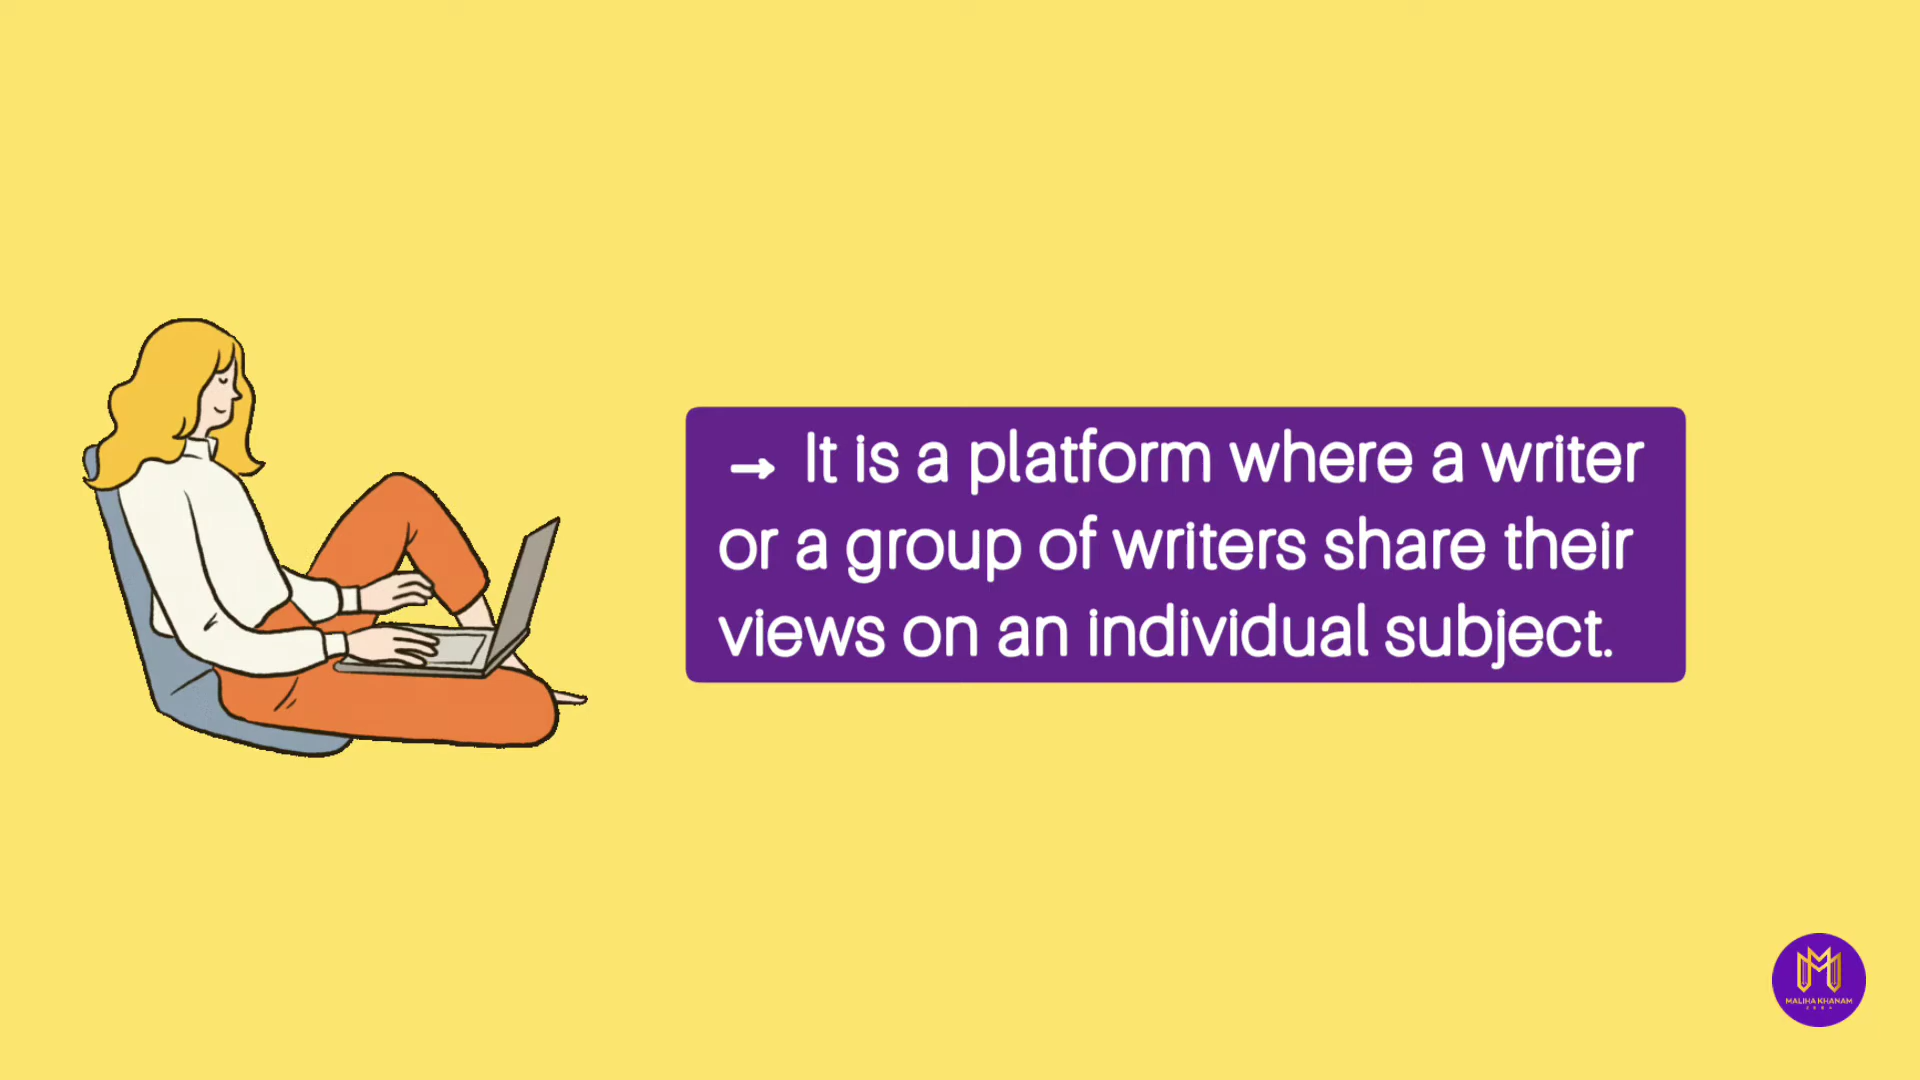 → It is a platform where a writer
or a group of writers share their
views on an individual subject.
MALIHA KHANAM